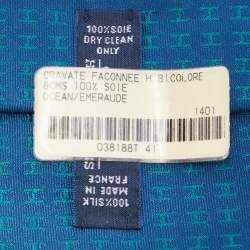 100%SOIE
DRY CLEAN
ONLY
CRAVATE FACONNEE H BICOLORE
8CMS 100% SOIE
OCEAN/EMERAUDE
1401
038188T 41
MADE IN
FRANCE
100%SILK